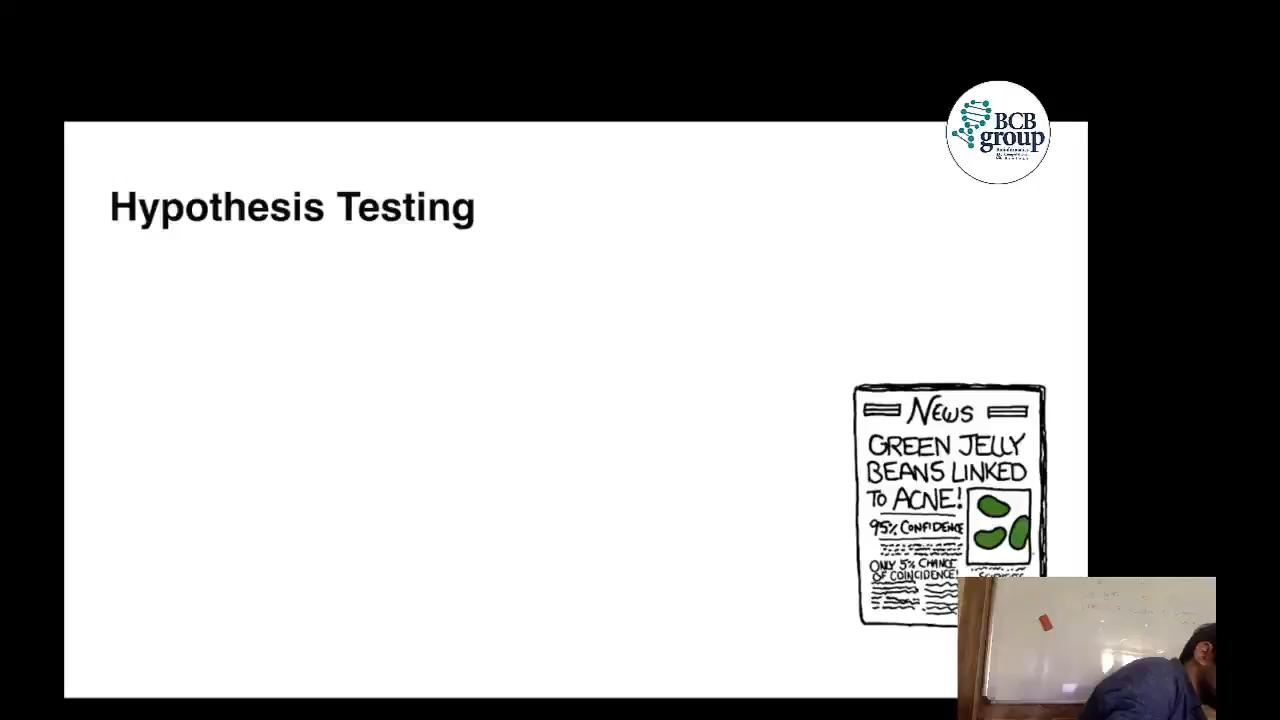 BCB
group
Hypothesis Testing
News
GREEN JELLY
BEANS LINKED
TO ACNE!
95% CONFIDENCE
ONLY 5% CHANCE
OF COINCIDENCE!